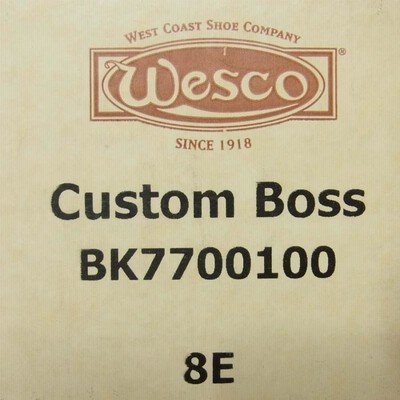 WEST COAST SHOE COMPANY
Wesco®
SINCE 1918
Custom Boss
BK7700100
8E